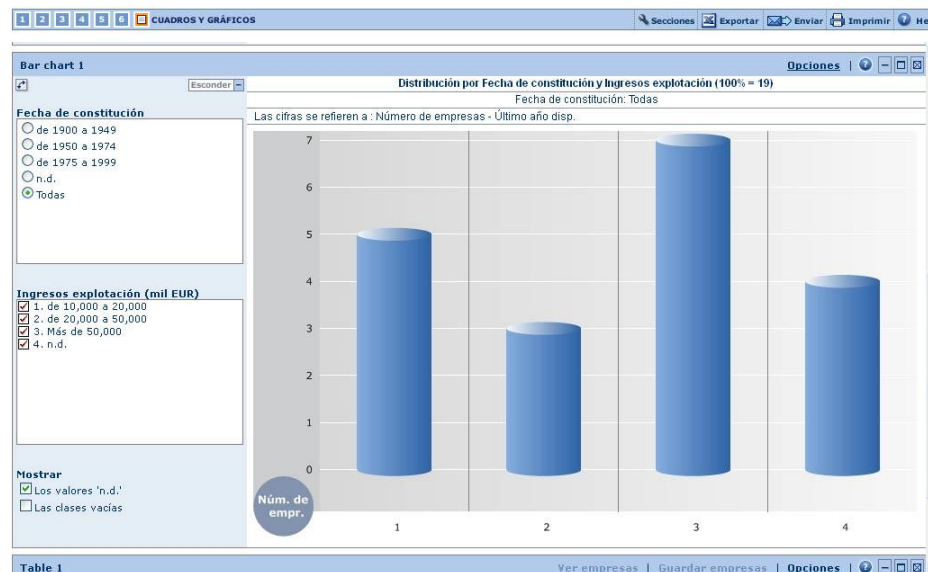 1 2 3 4 5 6 CUADROS Y GRÁFICOS Secciones Exportar Enviar Imprimir ? He
Bar chart 1 Opciones | ?
Esconder
Distribución por Fecha de constitución y Ingresos explotación (100% = 19)
Fecha de constitución: Todas
Las cifras se refieren a : Número de empresas - Último año disp.
Fecha de constitución
de 1900 a 1949
de 1950 a 1974
de 1975 a 1999
n.d.
Todas
Ingresos explotación (mil EUR)
1. de 10,000 a 20,000
2. de 20,000 a 50,000
3. Más de 50,000
4. n.d.
Mostrar
Los valores 'n.d.'
Las clases vacías
7
6
5
4
3
2
1
0
Núm. de
empr.
1 2 3 4
Table 1 Ver empresas | Guardar empresas | Opciones | ?